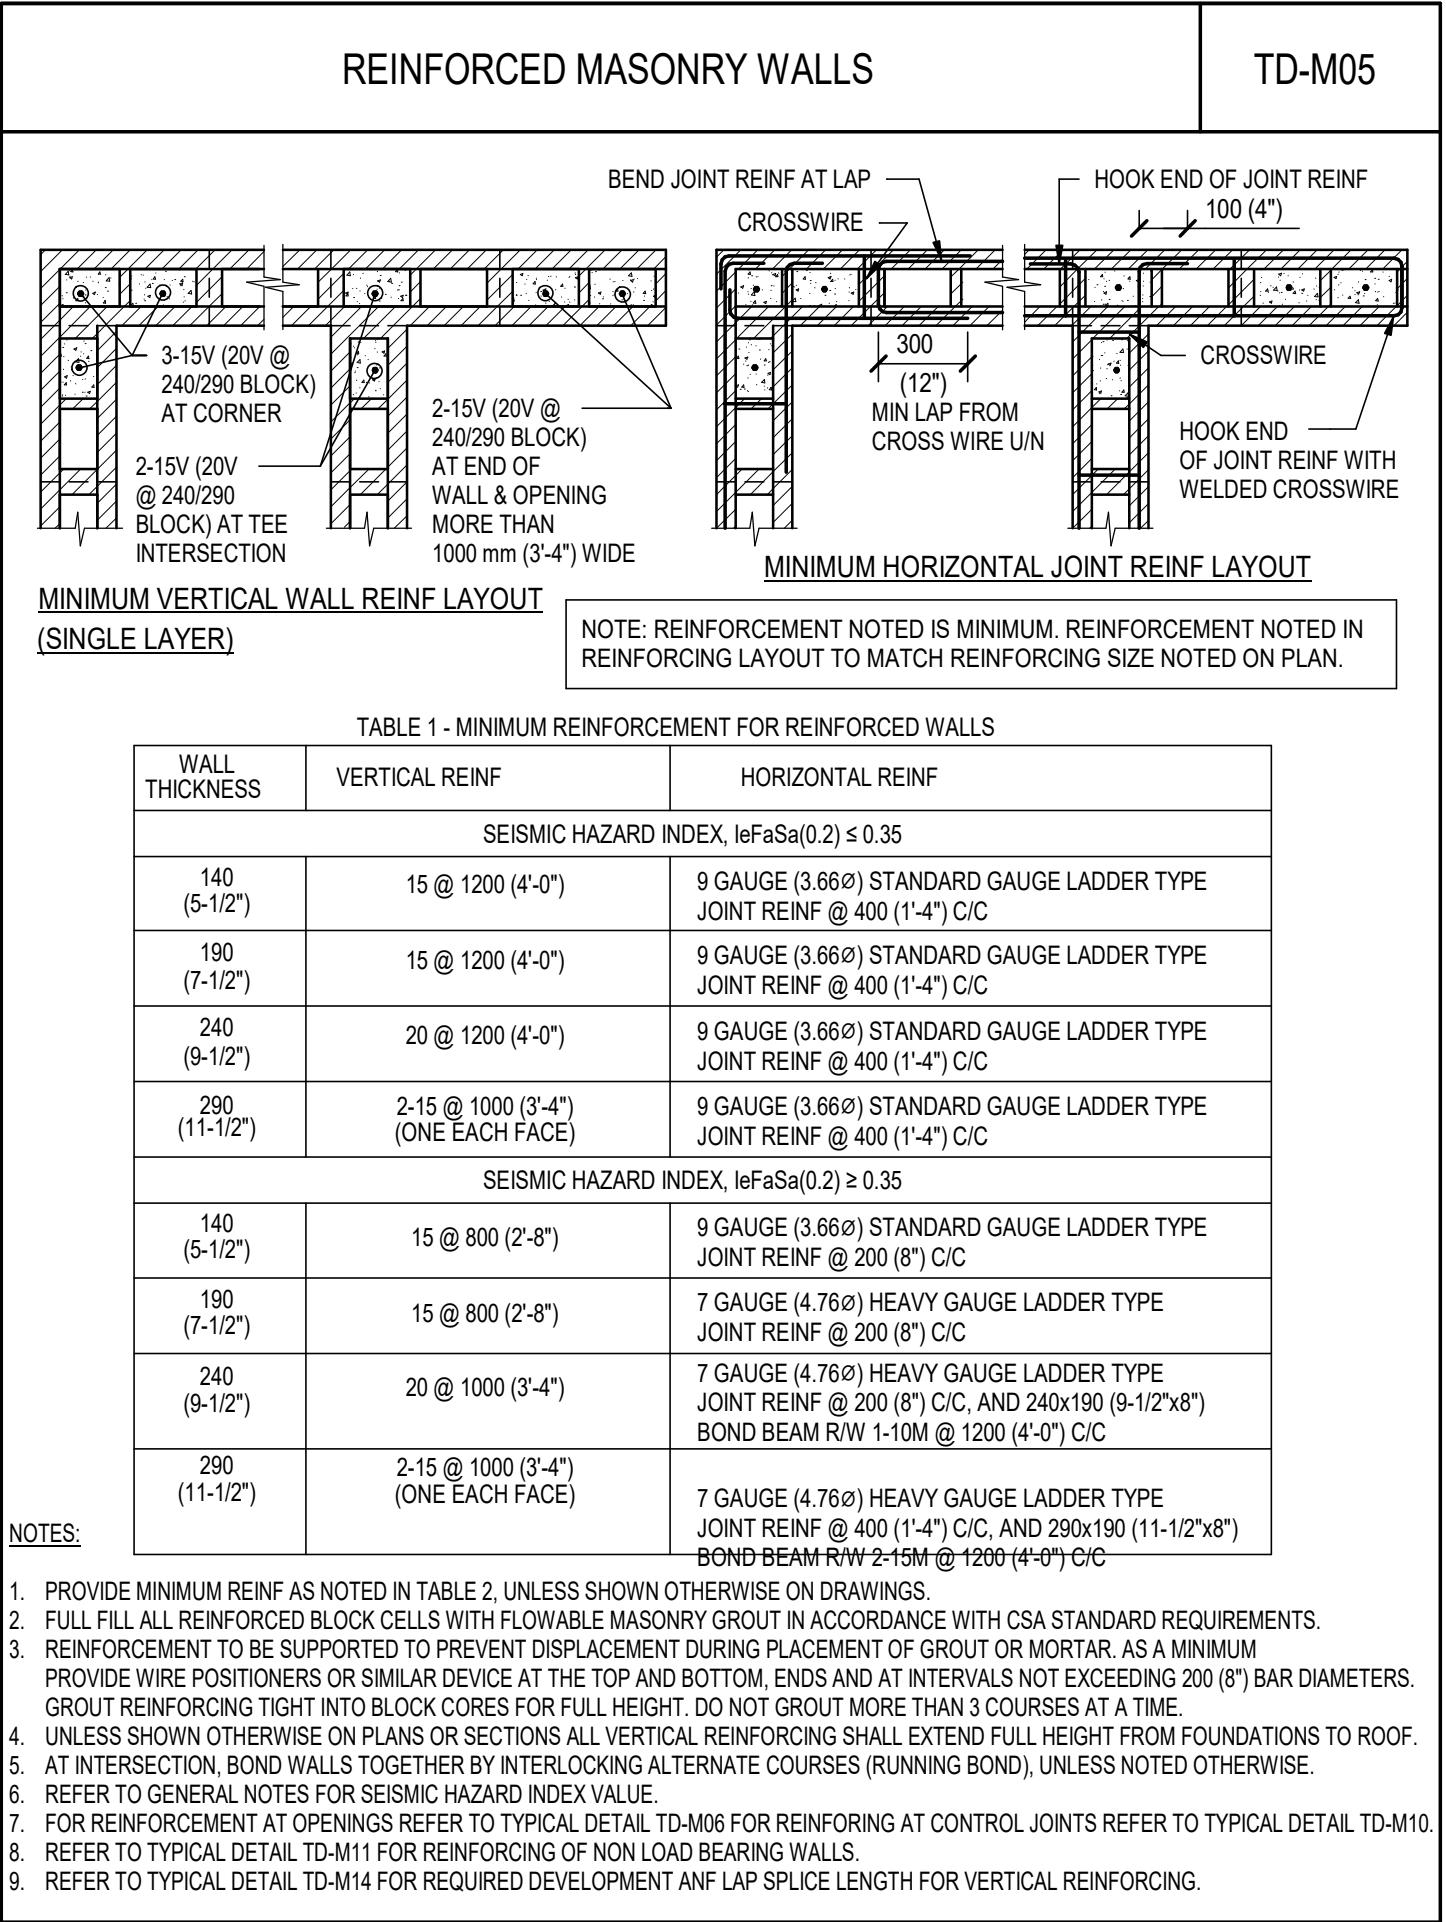 REINFORCED MASONRY WALLS
TD-M05
BEND JOINT REINF AT LAP
CROSSWIRE
HOOK END OF JOINT REINF
100 (4")
3-15V (20V @
240/290 BLOCK)
AT CORNER
2-15V (20V
@ 240/290
BLOCK) AT TEE
INTERSECTION
2-15V (20V @
240/290 BLOCK)
AT END OF
WALL & OPENING
MORE THAN
1000 mm (3'-4") WIDE
300
(12")
MIN LAP FROM
CROSS WIRE U/N
CROSSWIRE
HOOK END
OF JOINT REINF WITH
WELDED CROSSWIRE
MINIMUM VERTICAL WALL REINF LAYOUT
(SINGLE LAYER)
MINIMUM HORIZONTAL JOINT REINF LAYOUT
NOTE: REINFORCEMENT NOTED IS MINIMUM. REINFORCEMENT NOTED IN
REINFORCING LAYOUT TO MATCH REINFORCING SIZE NOTED ON PLAN.
TABLE 1 - MINIMUM REINFORCEMENT FOR REINFORCED WALLS
WALL
THICKNESS
VERTICAL REINF
HORIZONTAL REINF
SEISMIC HAZARD INDEX, IeFaSa(0.2) ≤ 0.35
140
(5-1/2")
15 @ 1200 (4'-0")
9 GAUGE (3.66Ø) STANDARD GAUGE LADDER TYPE
JOINT REINF @ 400 (1'-4") C/C
190
(7-1/2")
15 @ 1200 (4'-0")
9 GAUGE (3.66Ø) STANDARD GAUGE LADDER TYPE
JOINT REINF @ 400 (1'-4") C/C
240
(9-1/2")
20 @ 1200 (4'-0")
9 GAUGE (3.66Ø) STANDARD GAUGE LADDER TYPE
JOINT REINF @ 400 (1'-4") C/C
290
(11-1/2")
2-15 @ 1000 (3'-4")
(ONE EACH FACE)
9 GAUGE (3.66Ø) STANDARD GAUGE LADDER TYPE
JOINT REINF @ 400 (1'-4") C/C
SEISMIC HAZARD INDEX, IeFaSa(0.2) ≥ 0.35
140
(5-1/2")
15 @ 800 (2'-8")
9 GAUGE (3.66Ø) STANDARD GAUGE LADDER TYPE
JOINT REINF @ 200 (8") C/C
190
(7-1/2")
15 @ 800 (2'-8")
7 GAUGE (4.76Ø) HEAVY GAUGE LADDER TYPE
JOINT REINF @ 200 (8") C/C
240
(9-1/2")
20 @ 1000 (3'-4")
7 GAUGE (4.76Ø) HEAVY GAUGE LADDER TYPE
JOINT REINF @ 200 (8") C/C, AND 240x190 (9-1/2"x8")
BOND BEAM R/W 1-10M @ 1200 (4'-0") C/C
290
(11-1/2")
2-15 @ 1000 (3'-4")
(ONE EACH FACE)
7 GAUGE (4.76Ø) HEAVY GAUGE LADDER TYPE
JOINT REINF @ 400 (1'-4") C/C, AND 290x190 (11-1/2"x8")
BOND BEAM R/W 2-15M @ 1200 (4'-0") C/C
NOTES:
1. PROVIDE MINIMUM REINF AS NOTED IN TABLE 2, UNLESS SHOWN OTHERWISE ON DRAWINGS.
2. FULL FILL ALL REINFORCED BLOCK CELLS WITH FLOWABLE MASONRY GROUT IN ACCORDANCE WITH CSA STANDARD REQUIREMENTS.
3. REINFORCEMENT TO BE SUPPORTED TO PREVENT DISPLACEMENT DURING PLACEMENT OF GROUT OR MORTAR. AS A MINIMUM
PROVIDE WIRE POSITIONERS OR SIMILAR DEVICE AT THE TOP AND BOTTOM, ENDS AND AT INTERVALS NOT EXCEEDING 200 (8") BAR DIAMETERS.
GROUT REINFORCING TIGHT INTO BLOCK CORES FOR FULL HEIGHT. DO NOT GROUT MORE THAN 3 COURSES AT A TIME.
4. UNLESS SHOWN OTHERWISE ON PLANS OR SECTIONS ALL VERTICAL REINFORCING SHALL EXTEND FULL HEIGHT FROM FOUNDATIONS TO ROOF.
5. AT INTERSECTION, BOND WALLS TOGETHER BY INTERLOCKING ALTERNATE COURSES (RUNNING BOND), UNLESS NOTED OTHERWISE.
6. REFER TO GENERAL NOTES FOR SEISMIC HAZARD INDEX VALUE.
7. FOR REINFORCEMENT AT OPENINGS REFER TO TYPICAL DETAIL TD-M06 FOR REINFORING AT CONTROL JOINTS REFER TO TYPICAL DETAIL TD-M10.
8. REFER TO TYPICAL DETAIL TD-M11 FOR REINFORCING OF NON LOAD BEARING WALLS.
9. REFER TO TYPICAL DETAIL TD-M14 FOR REQUIRED DEVELOPMENT ANF LAP SPLICE LENGTH FOR VERTICAL REINFORCING.